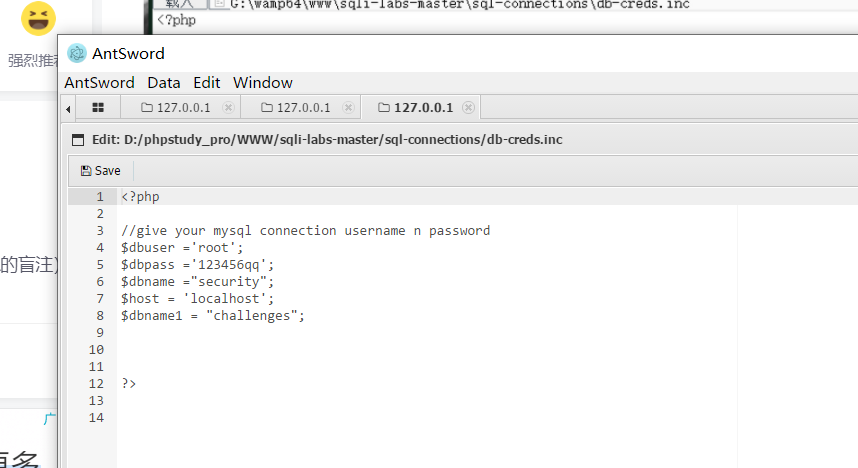 载入 G:\wamp64\www\sqli-labs-master\sql-connections\db-creds.inc
<?php
强烈推荐
AntSword
AntSword Data Edit Window
127.0.0.1 127.0.0.1 127.0.0.1
Edit: D:/phpstudy_pro/WWW/sqli-labs-master/sql-connections/db-creds.inc
Save
1 <?php
2
3 //give your mysql connection username n password
4 $dbuser ='root';
5 $dbpass ='123456qq';
6 $dbname ="security";
7 $host = 'localhost';
8 $dbname1 = "challenges";
9
10
11
12 ?>
13
14
的盲注)
广
更多